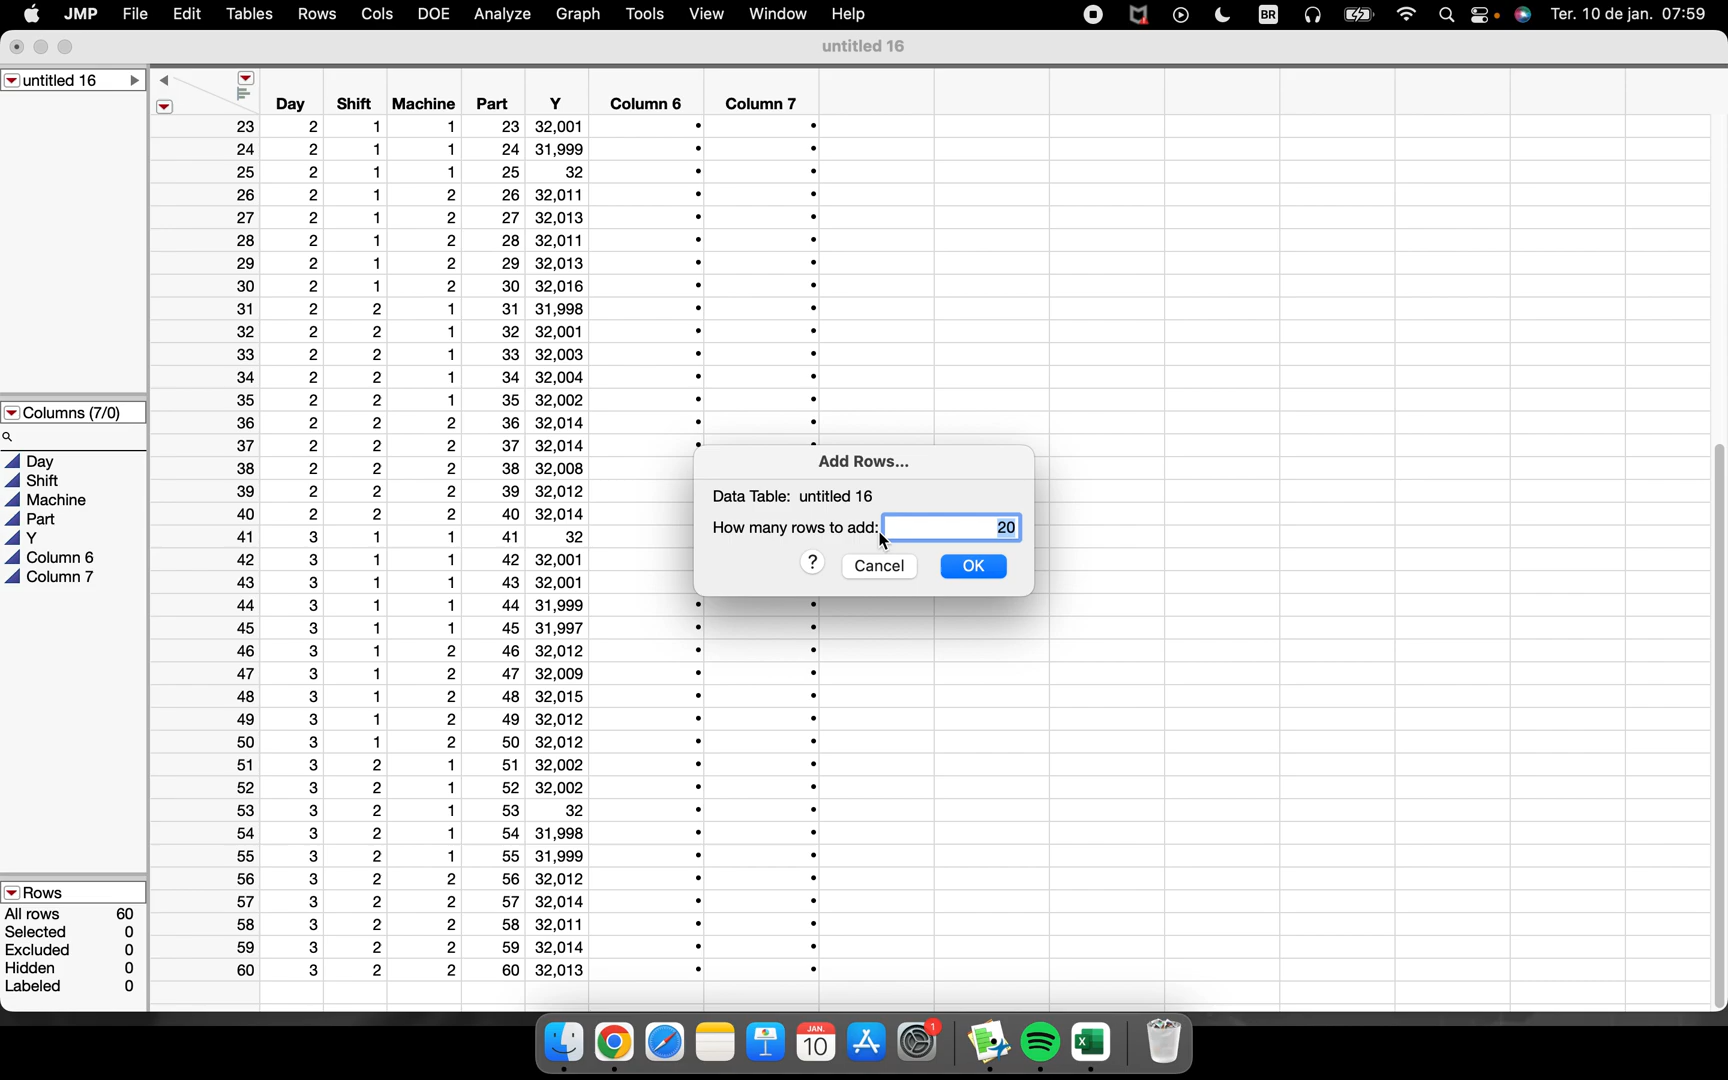 JMP File Edit Tables Rows Cols DOE Analyze Graph Tools View Window Help BR Ter. 10 de jan. 07:59
untitled 16
untitled 16
Day Shift Machine Part Y Column 6 Column 7
23 2 1 1 23 32,001 • •
24 2 1 1 24 31,999 • •
25 2 1 1 25 32 • •
26 2 1 2 26 32,011 • •
27 2 1 2 27 32,013 • •
28 2 1 2 28 32,011 • •
29 2 1 2 29 32,013 • •
30 2 1 2 30 32,016 • •
31 2 2 1 31 31,998 • •
32 2 2 1 32 32,001 • •
33 2 2 1 33 32,003 • •
34 2 2 1 34 32,004 • •
35 2 2 1 35 32,002 • •
36 2 2 2 36 32,014 • •
37 2 2 2 37 32,014
38 2 2 2 38 32,008
39 2 2 2 39 32,012
40 2 2 2 40 32,014
41 3 1 1 41 32
42 3 1 1 42 32,001
43 3 1 1 43 32,001
44 3 1 1 44 31,999 • •
45 3 1 1 45 31,997 • •
46 3 1 2 46 32,012 • •
47 3 1 2 47 32,009 • •
48 3 1 2 48 32,015 • •
49 3 1 2 49 32,012 • •
50 3 1 2 50 32,012 • •
51 3 2 1 51 32,002 • •
52 3 2 1 52 32,002 • •
53 3 2 1 53 32 • •
54 3 2 1 54 31,998 • •
55 3 2 1 55 31,999 • •
56 3 2 2 56 32,012 • •
57 3 2 2 57 32,014 • •
58 3 2 2 58 32,011 • •
59 3 2 2 59 32,014 • •
60 3 2 2 60 32,013 • •
Columns (7/0)
Day
Shift
Machine
Part
Y
Column 6
Column 7
Rows
All rows 60
Selected 0
Excluded 0
Hidden 0
Labeled 0
Add Rows...
Data Table: untitled 16
How many rows to add: 20
? Cancel OK
JAN.
10
1